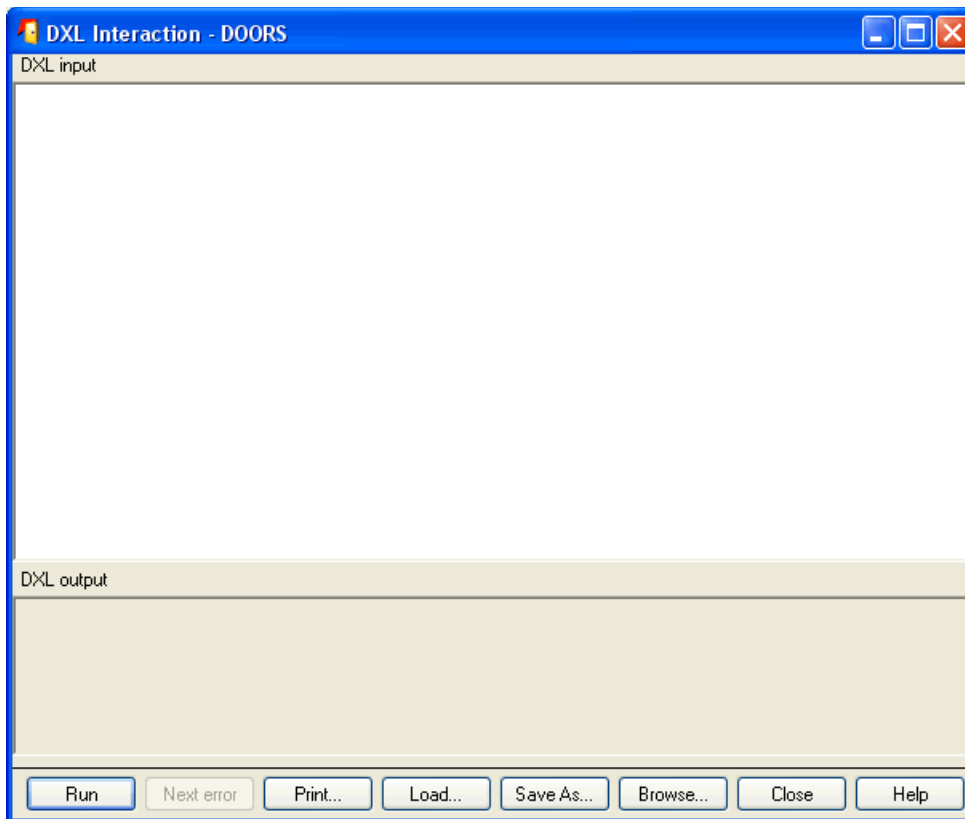 DXL Interaction - DOORS
DXL input
DXL output
Run Next error Print... Load... Save As... Browse... Close Help